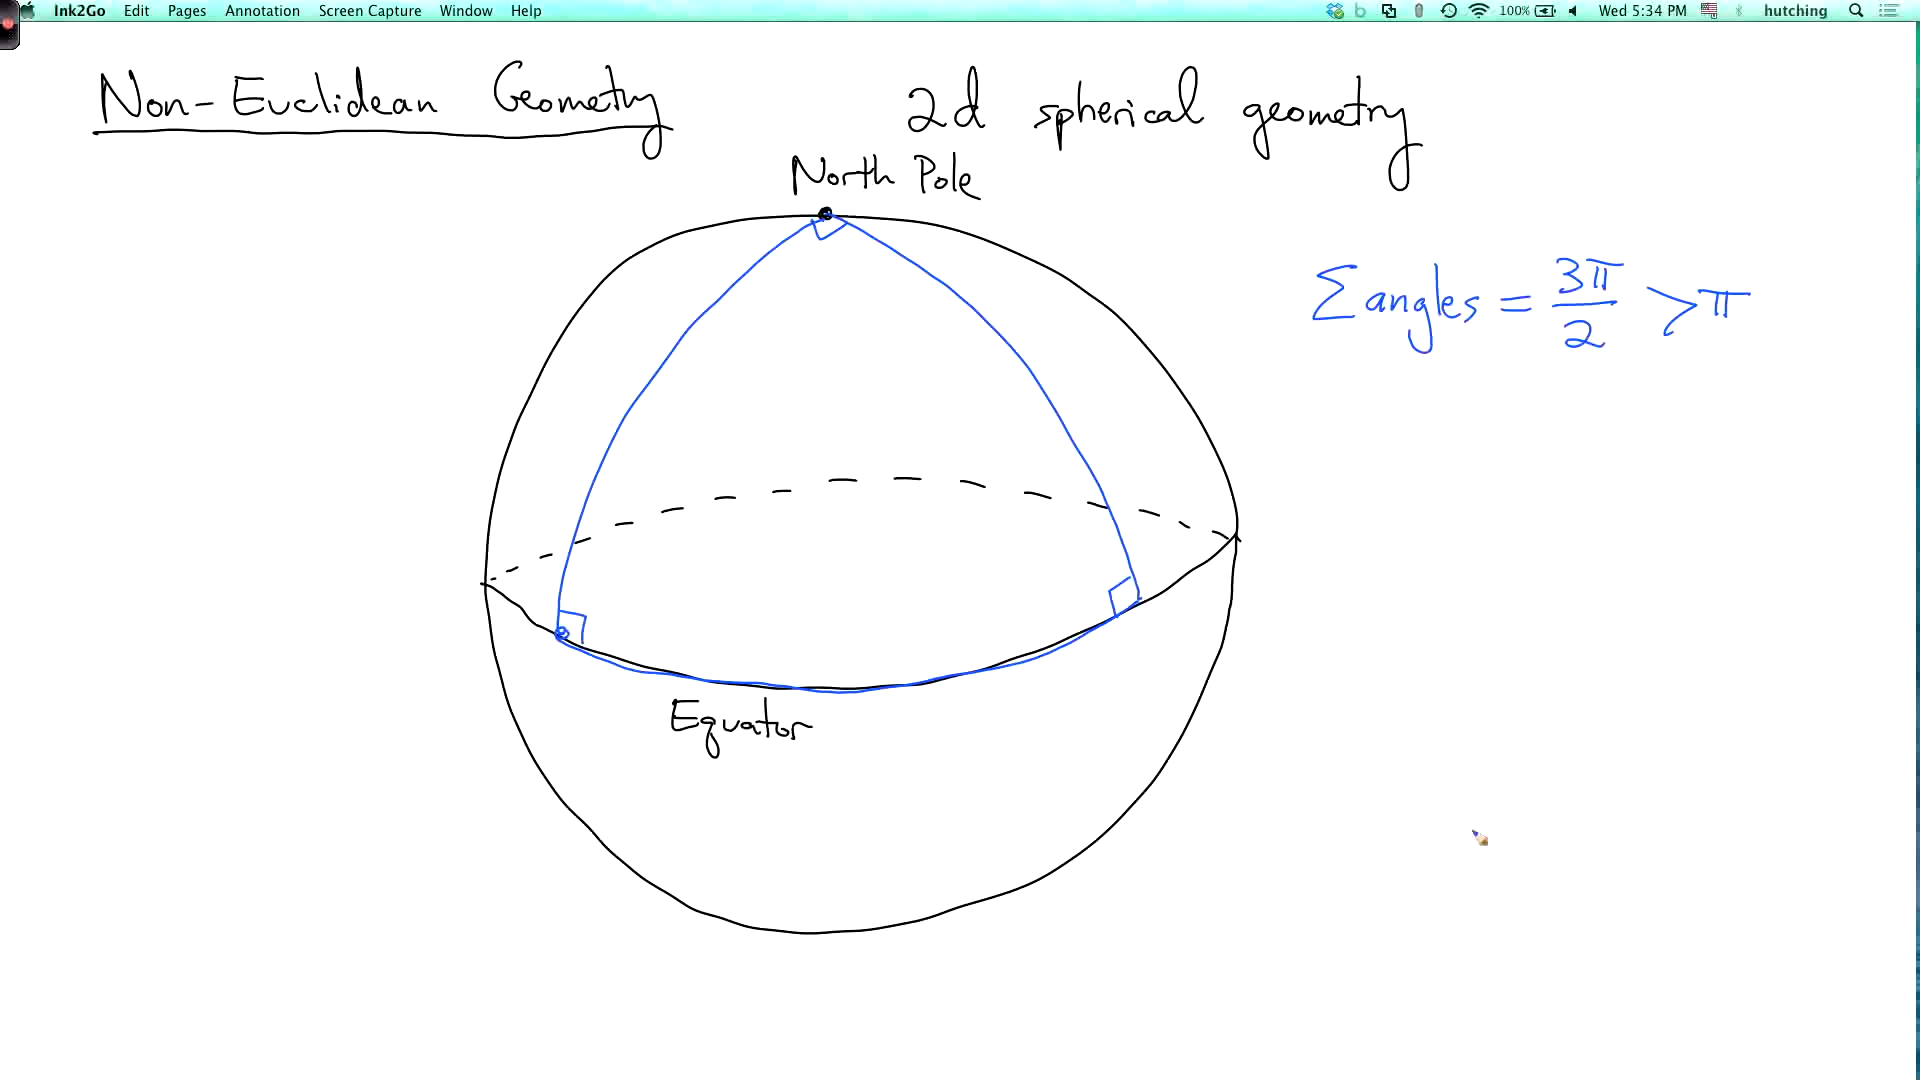 Ink2Go Edit Pages Annotation Screen Capture Window Help 100% Wed 5:34 PM hutching
Non-Euclidean Geometry 2d spherical geometry
North Pole
Σ angles = 3π/2 > π
Equator